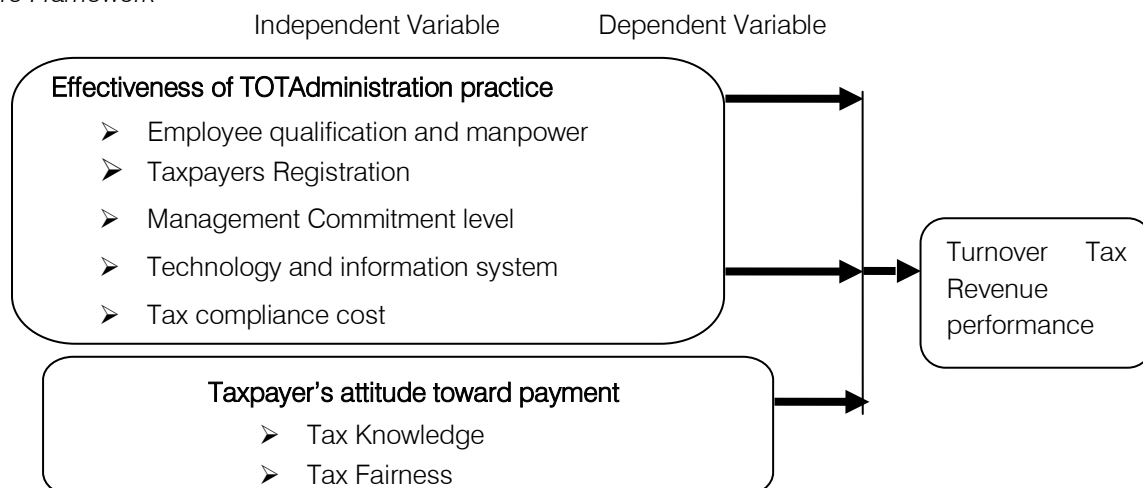 Framework
Independent Variable Dependent Variable
Effectiveness of TOTAdministration practice
➢ Employee qualification and manpower
➢ Taxpayers Registration
➢ Management Commitment level
➢ Technology and information system
➢ Tax compliance cost
Turnover Tax
Revenue
performance
Taxpayer’s attitude toward payment
➢ Tax Knowledge
➢ Tax Fairness